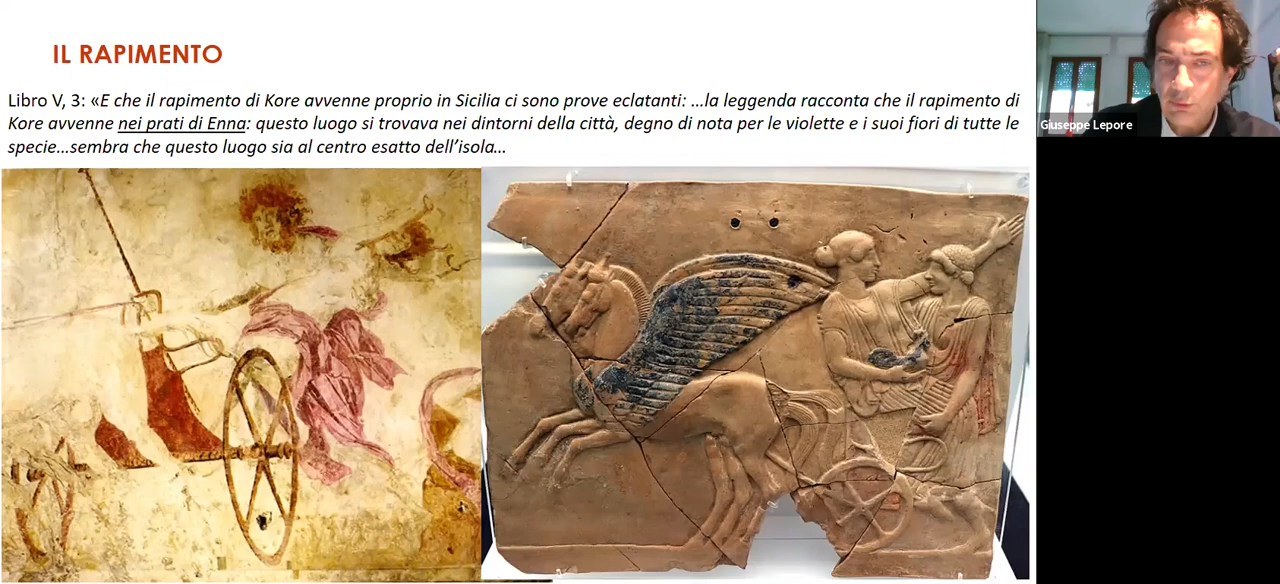 IL RAPIMENTO
Libro V, 3: «E che il rapimento di Kore avvenne proprio in Sicilia ci sono prove eclatanti: …la leggenda racconta che il rapimento di
Kore avvenne nei prati di Enna: questo luogo si trovava nei dintorni della città, degno di nota per le violette e i suoi fiori di tutte le
specie…sembra che questo luogo sia al centro esatto dell’isola…
Giuseppe Lepore